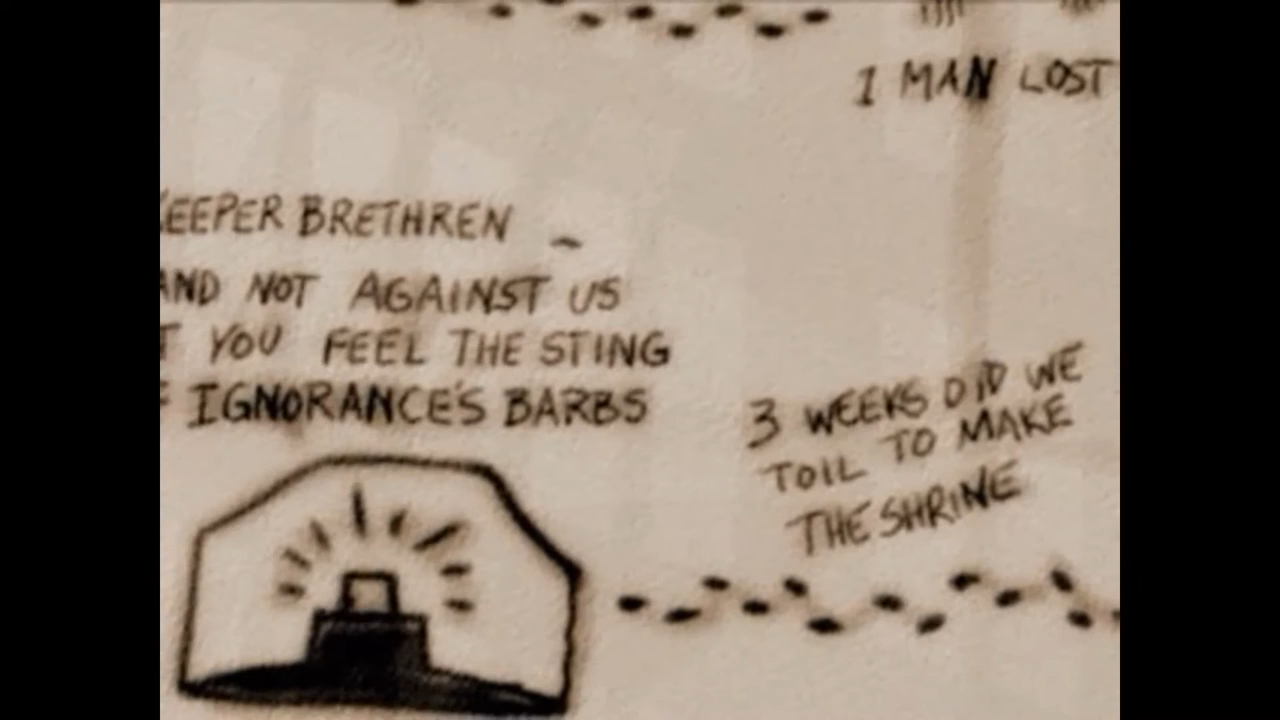 1 MAN LOST
KEEPER BRETHREN
AND NOT AGAINST US
YOU FEEL THE STING
IGNORANCE'S BARBS
3 WEEKS DID WE
TOIL TO MAKE
THE SHRINE